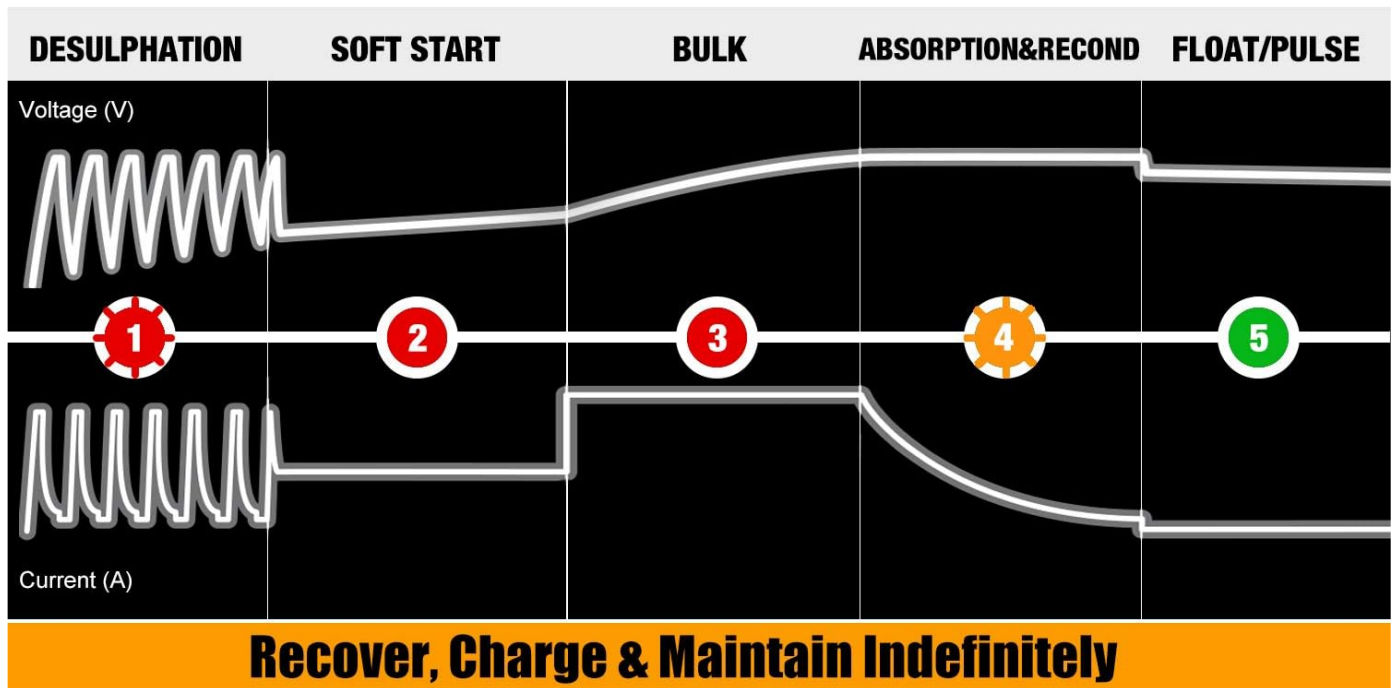 DESULPHATION
SOFT START
BULK
ABSORPTION&RECOND
FLOAT/PULSE
Voltage (V)
1
2
3
4
5
Current (A)
Recover, Charge & Maintain Indefinitely